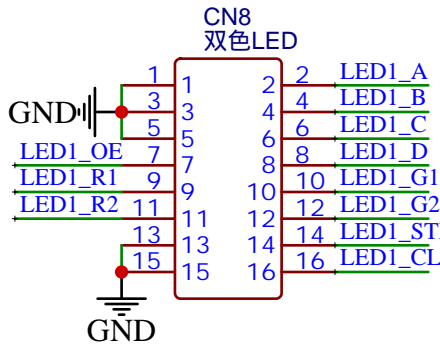 CN8
双色LED
1 1 2 2 LED1_A
GND 3 3 4 4 LED1_B
5 5 6 6 LED1_C
LED1_OE 7 7 8 8 LED1_D
LED1_R1 9 9 10 10 LED1_G1
LED1_R2 11 11 12 12 LED1_G2
13 13 14 14 LED1_ST
15 15 16 16 LED1_CL
GND